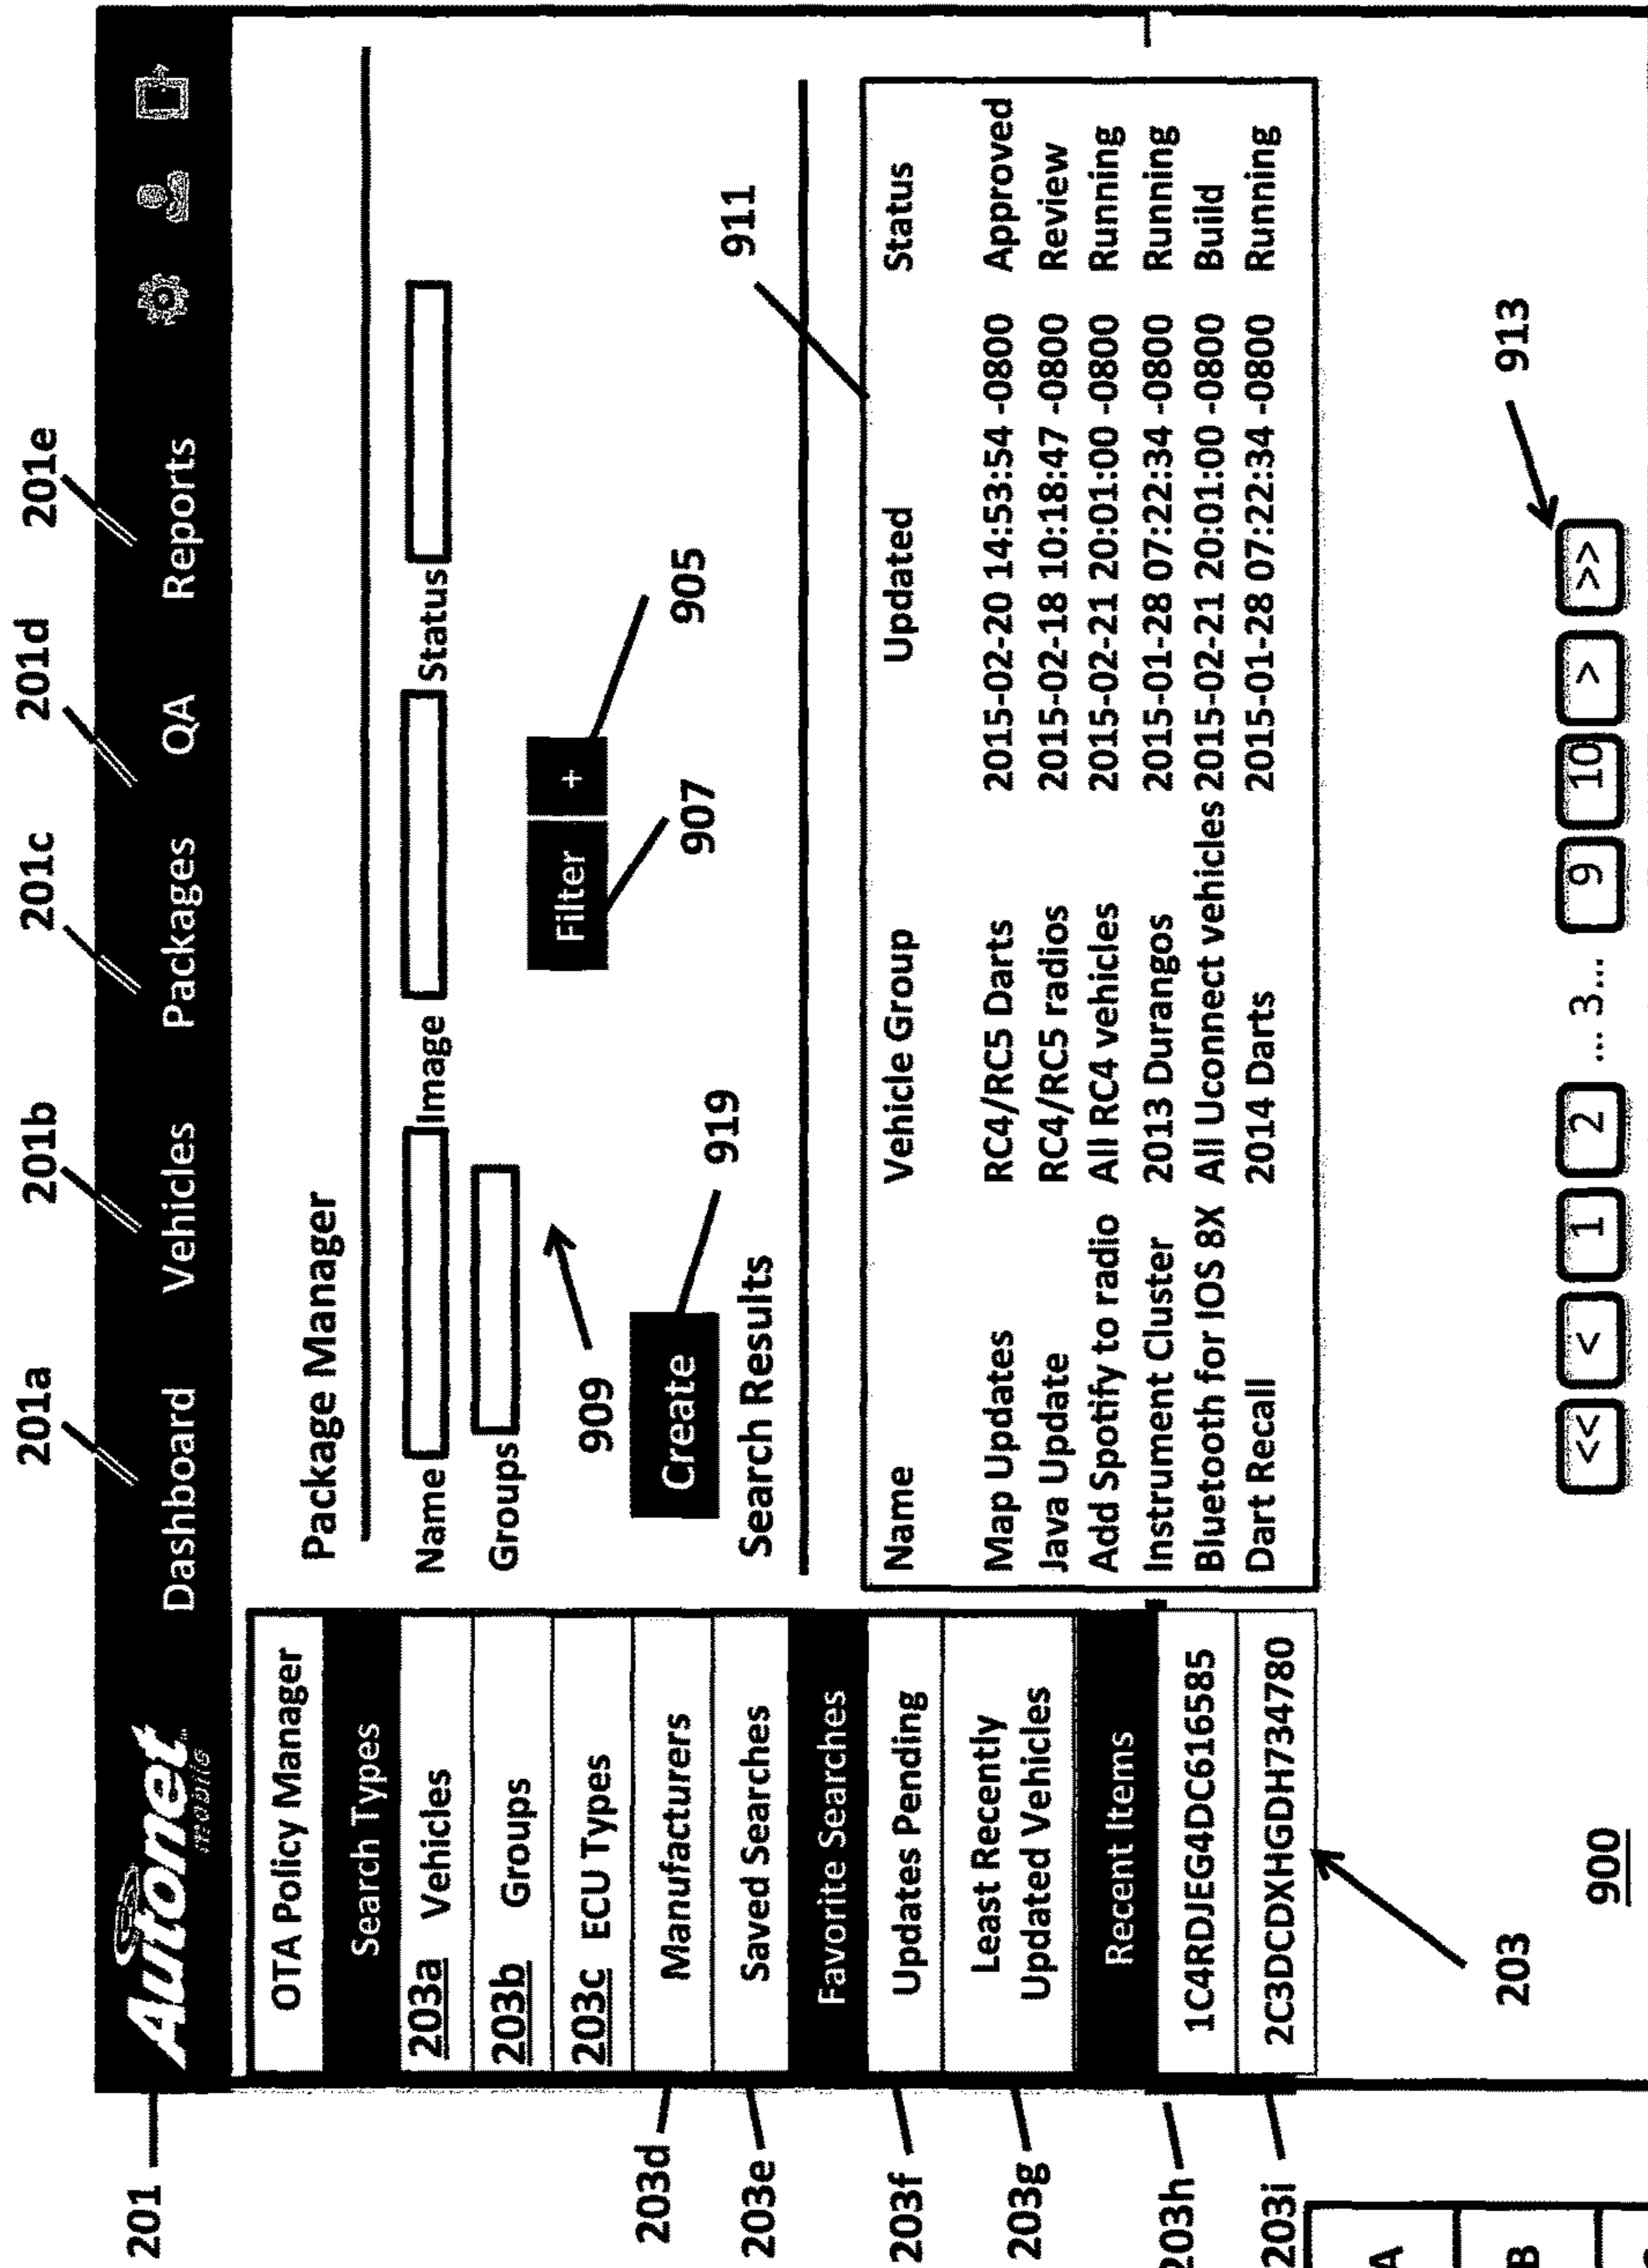 201a 201b 201c 201d 201e
201
Autonet
mobile
Dashboard Vehicles Packages QA Reports
OTA Policy Manager
Search Types
203a Vehicles
203b Groups
203c ECU Types
203d
Manufacturers
203e
Saved Searches
Favorite Searches
203f
Updates Pending
203g
Least Recently
Updated Vehicles
Recent Items
203h
1C4RDJEG4DC616585
203i
2C3DCDXHGDH734780
203
Package Manager
Name Image Status
Groups
909
Filter +
907 905
Create 919
Search Results
911
Name Vehicle Group Updated Status
Map Updates RC4/RC5 Darts 2015-02-20 14:53:54 -0800 Approved
Java Update RC4/RC5 radios 2015-02-18 10:18:47 -0800 Review
Add Spotify to radio All RC4 vehicles 2015-02-21 20:01:00 -0800 Running
Instrument Cluster 2013 Durangos 2015-01-28 07:22:34 -0800 Running
Bluetooth for IOS 8X All Uconnect vehicles 2015-02-21 20:01:00 -0800 Build
Dart Recall 2014 Darts 2015-01-28 07:22:34 -0800 Running
913
<< < 1 2 ... 3... 9 10 > >>
900
A
B